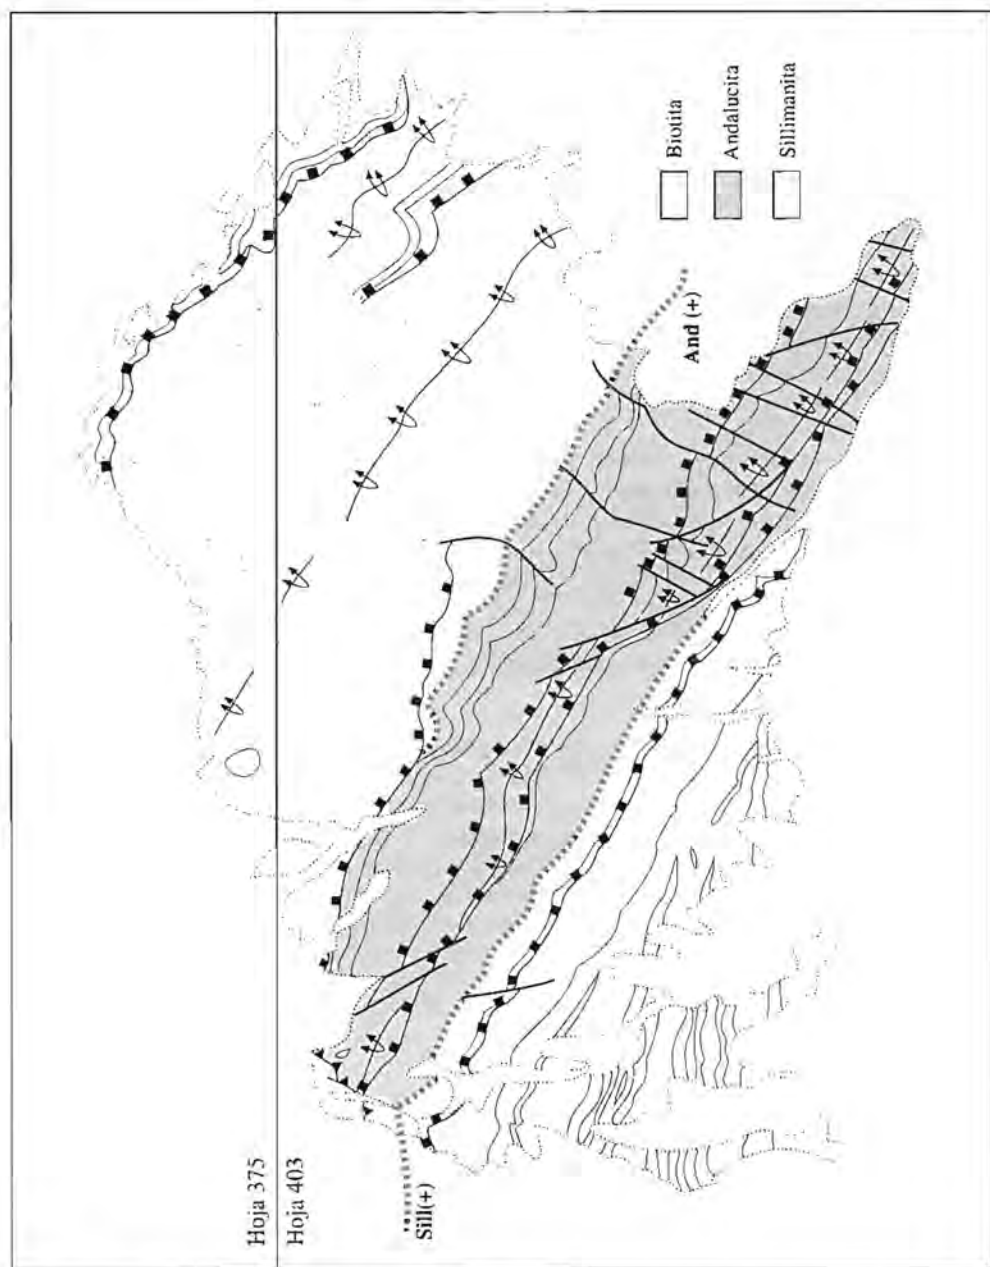 Hoja 375
Hoja 403
Sill(+)
And (+)
Biotita
Andalucita
Sillimanita